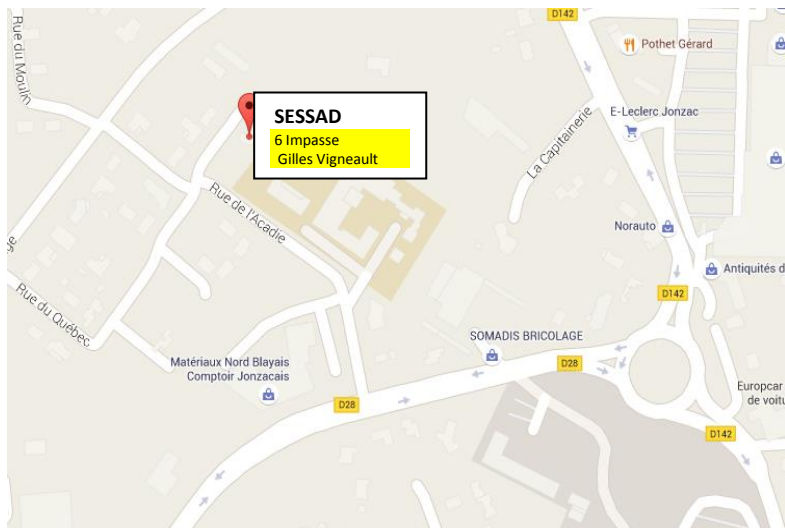 D142
Rue du Moulin
Pothet Gérard
SESSAD
6 Impasse
Gilles Vigneault
E-Leclerc Jonzac
La Capitainerie
Rue de l'Acadie
Norauto
Antiquités d
D142
Rue du Québec
SOMADIS BRICOLAGE
Matériaux Nord Blayais
Comptoir Jonzacais
D28
Europcar
de voitu
D28
D142